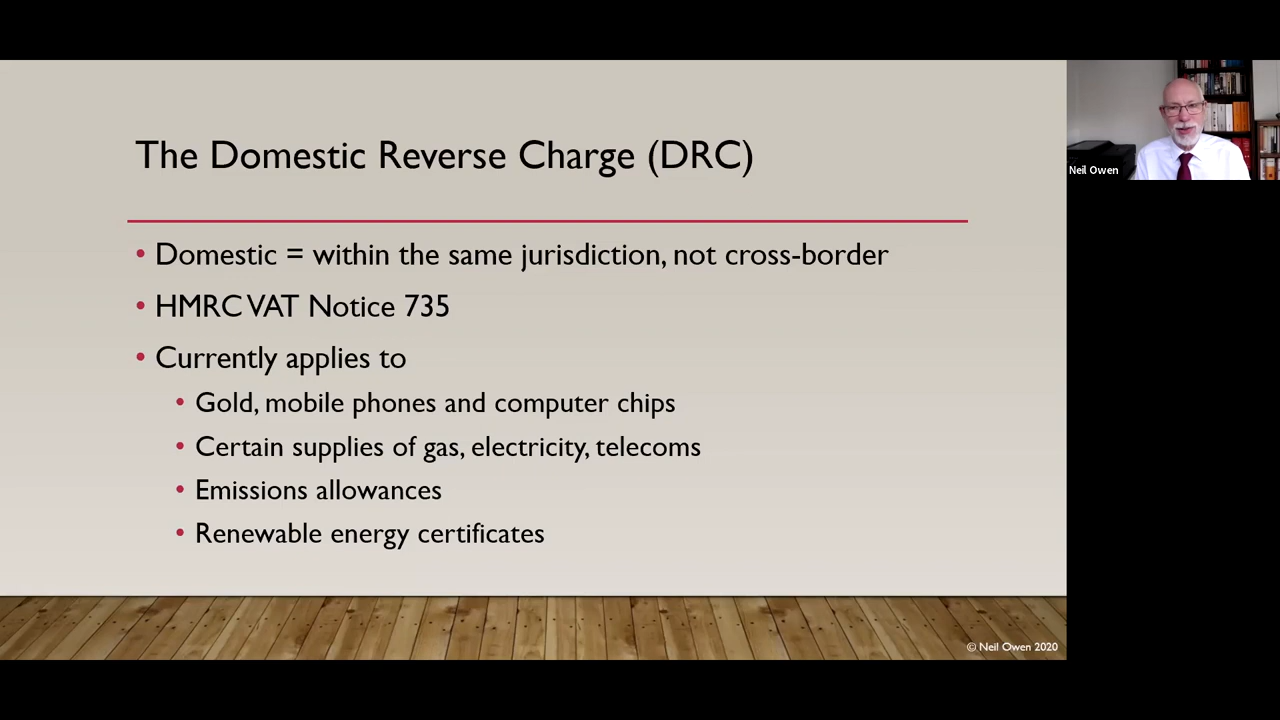 The Domestic Reverse Charge (DRC)
• Domestic = within the same jurisdiction, not cross-border
• HMRC VAT Notice 735
• Currently applies to
• Gold, mobile phones and computer chips
• Certain supplies of gas, electricity, telecoms
• Emissions allowances
• Renewable energy certificates
© Neil Owen 2020
Neil Owen